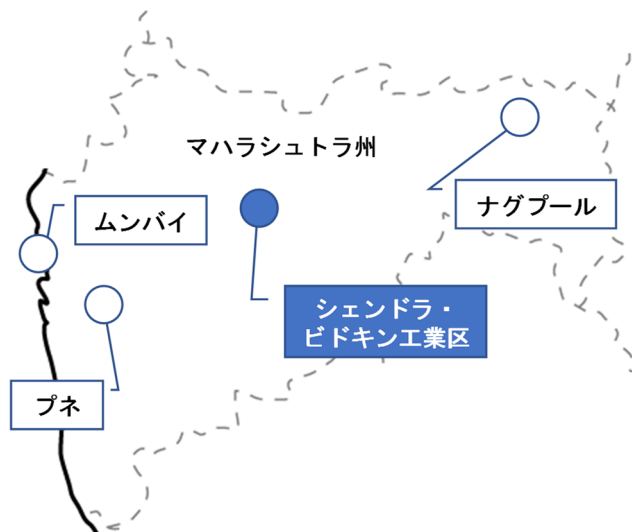 マハラシュトラ州
ムンバイ
ナグプール
シェンドラ・
ビドキン工業区
プネ